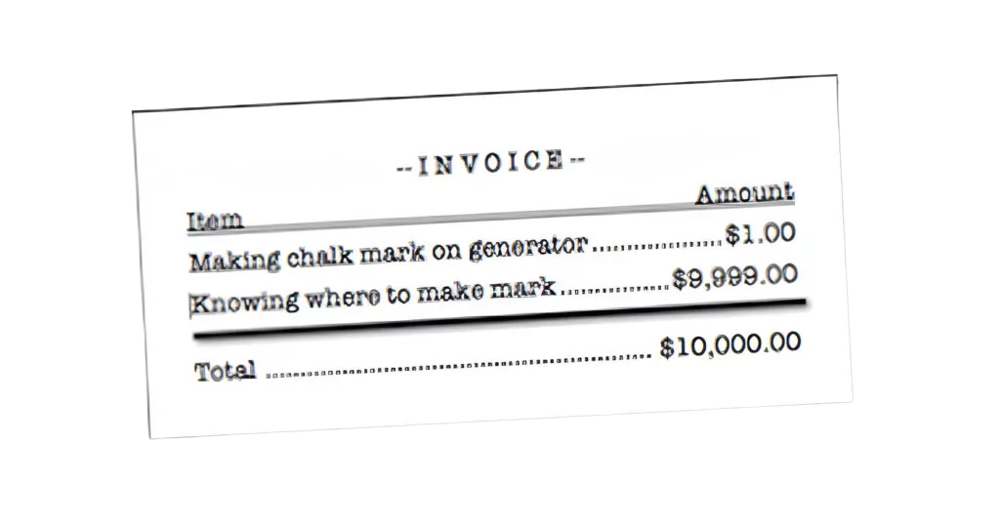 --INVOICE--
Item Amount
Making chalk mark on generator..................$1.00
Knowing where to make mark...............$9,999.00
Total ......................................................... $10,000.00